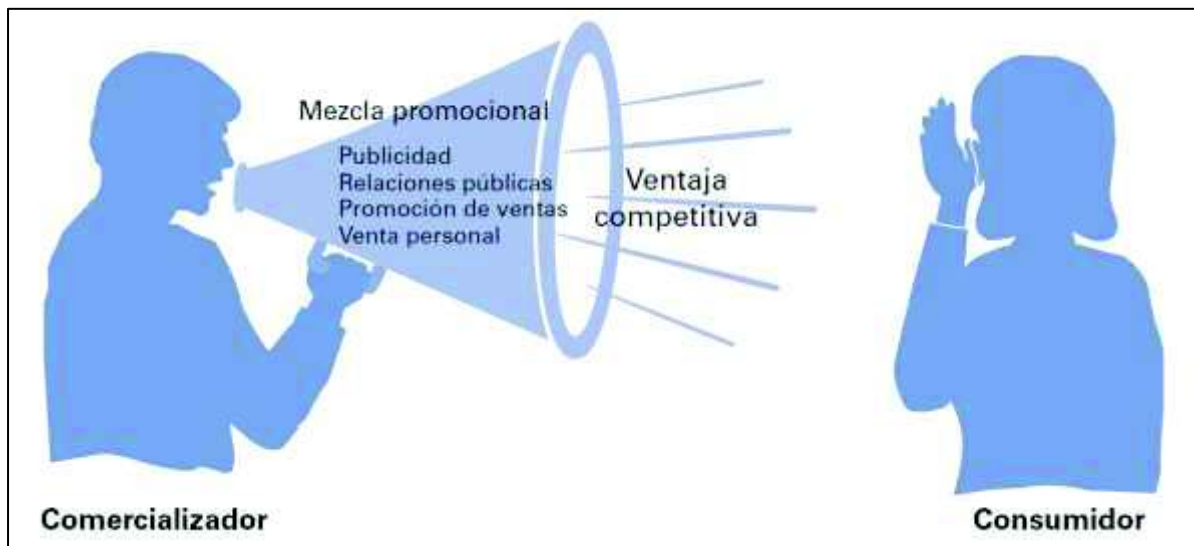 Mezcla promocional
Publicidad
Relaciones públicas
Promoción de ventas
Venta personal
Ventaja
competitiva
Comercializador
Consumidor